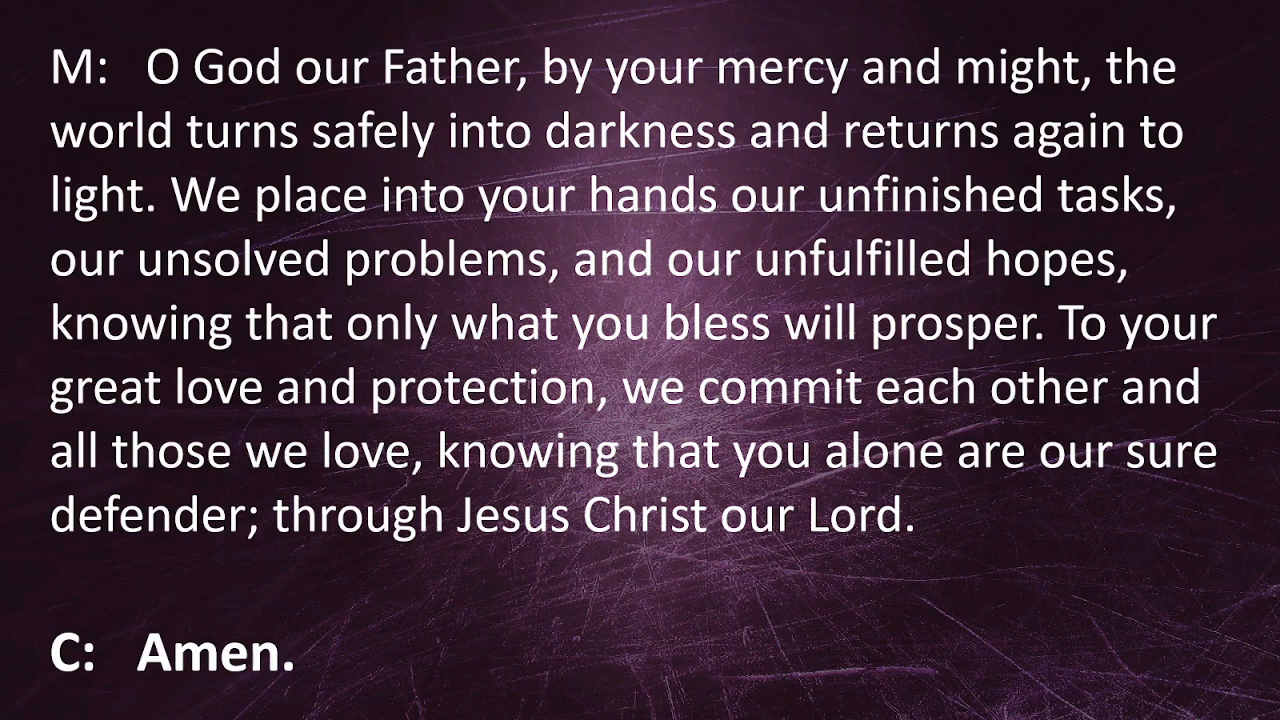 M:   O God our Father, by your mercy and might, the
world turns safely into darkness and returns again to
light. We place into your hands our unfinished tasks,
our unsolved problems, and our unfulfilled hopes,
knowing that only what you bless will prosper. To your
great love and protection, we commit each other and
all those we love, knowing that you alone are our sure
defender; through Jesus Christ our Lord.
C:   Amen.